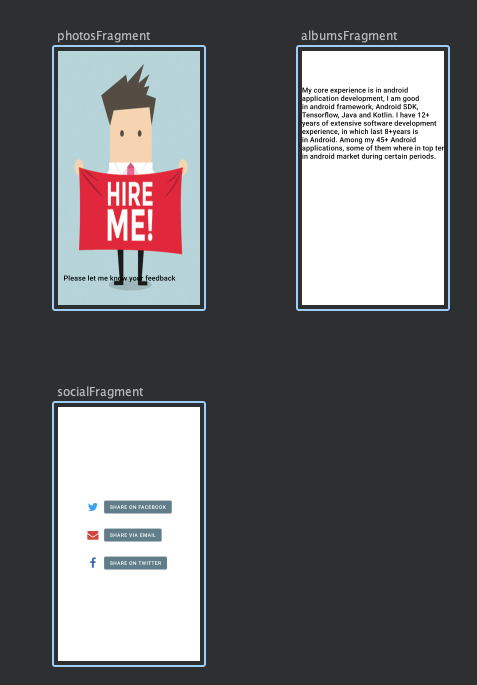 photosFragment
albumsFragment
HIRE
ME!
Please let me know your feedback
My core experience is in android
application development, I am good
in android framework, Android SDK,
Tensorflow, Java and Kotlin. I have 12+
years of extensive software development
experience, in which last 8+years is
in Android. Among my 45+ Android
applications, some of them where in top ten
in android market during certain periods.
socialFragment
SHARE ON FACEBOOK
SHARE VIA EMAIL
SHARE ON TWITTER